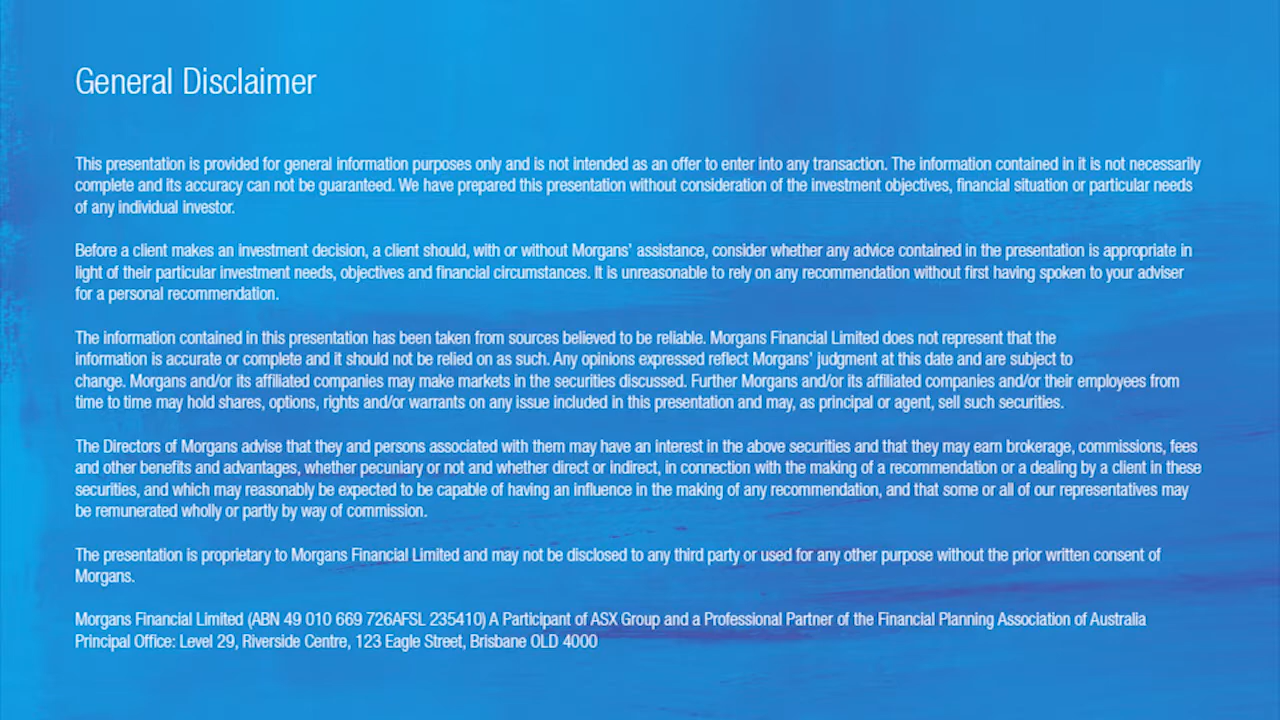 General Disclaimer
This presentation is provided for general information purposes only and is not intended as an offer to enter into any transaction. The information contained in it is not necessarily
complete and its accuracy can not be guaranteed. We have prepared this presentation without consideration of the investment objectives, financial situation or particular needs
of any individual investor.
Before a client makes an investment decision, a client should, with or without Morgans' assistance, consider whether any advice contained in the presentation is appropriate in
light of their particular investment needs, objectives and financial circumstances. It is unreasonable to rely on any recommendation without first having spoken to your adviser
for a personal recommendation.
The information contained in this presentation has been taken from sources believed to be reliable. Morgans Financial Limited does not represent that the
information is accurate or complete and it should not be relied on as such. Any opinions expressed reflect Morgans' judgment at this date and are subject to
change. Morgans and/or its affiliated companies may make markets in the securities discussed. Further Morgans and/or its affiliated companies and/or their employees from
time to time may hold shares, options, rights and/or warrants on any issue included in this presentation and may, as principal or agent, sell such securities.
The Directors of Morgans advise that they and persons associated with them may have an interest in the above securities and that they may earn brokerage, commissions, fees
and other benefits and advantages, whether pecuniary or not and whether direct or indirect, in connection with the making of a recommendation or a dealing by a client in these
securities, and which may reasonably be expected to be capable of having an influence in the making of any recommendation, and that some or all of our representatives may
be remunerated wholly or partly by way of commission.
The presentation is proprietary to Morgans Financial Limited and may not be disclosed to any third party or used for any other purpose without the prior written consent of
Morgans.
Morgans Financial Limited (ABN 49 010 669 726AFSL 235410) A Participant of ASX Group and a Professional Partner of the Financial Planning Association of Australia
Principal Office: Level 29, Riverside Centre, 123 Eagle Street, Brisbane OLD 4000